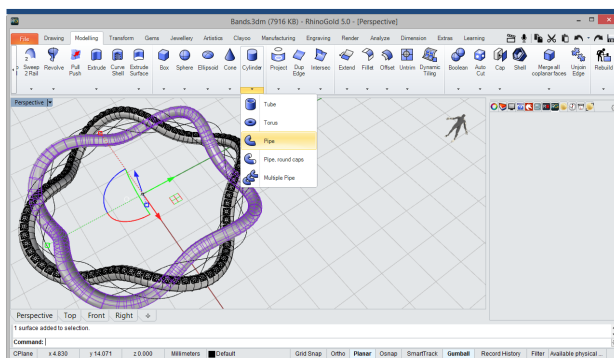 Bands.3dm (7916 KB) - RhinoGold 5.0 - [Perspective]
File Drawing Modelling Transform Gems Jewellery Artistics Clayoo Manufacturing Engraving Render Analyze Dimension Extras Learning
Sweep 2 Rail Revolve Pull Push Extrude Curve Shell Extrude Surface Box Sphere Ellipsoid Cone Cylinder Project Dup Edge Intersec Extend Fillet Offset Untrim Dynamic Tiling Boolean Auto Cut Cap Shell Merge all coplanar faces Unjoin Edge Rebuild
Perspective
Tube
Torus
Pipe
Pipe, round caps
Multiple Pipe
Perspective Top Front Right
1 surface added to selection.
Command:
CPlane x 4.830 y 14.071 z 0.000 Millimeters Default Grid Snap Ortho Planar Osnap SmartTrack Gumball Record History Filter Available physical ...